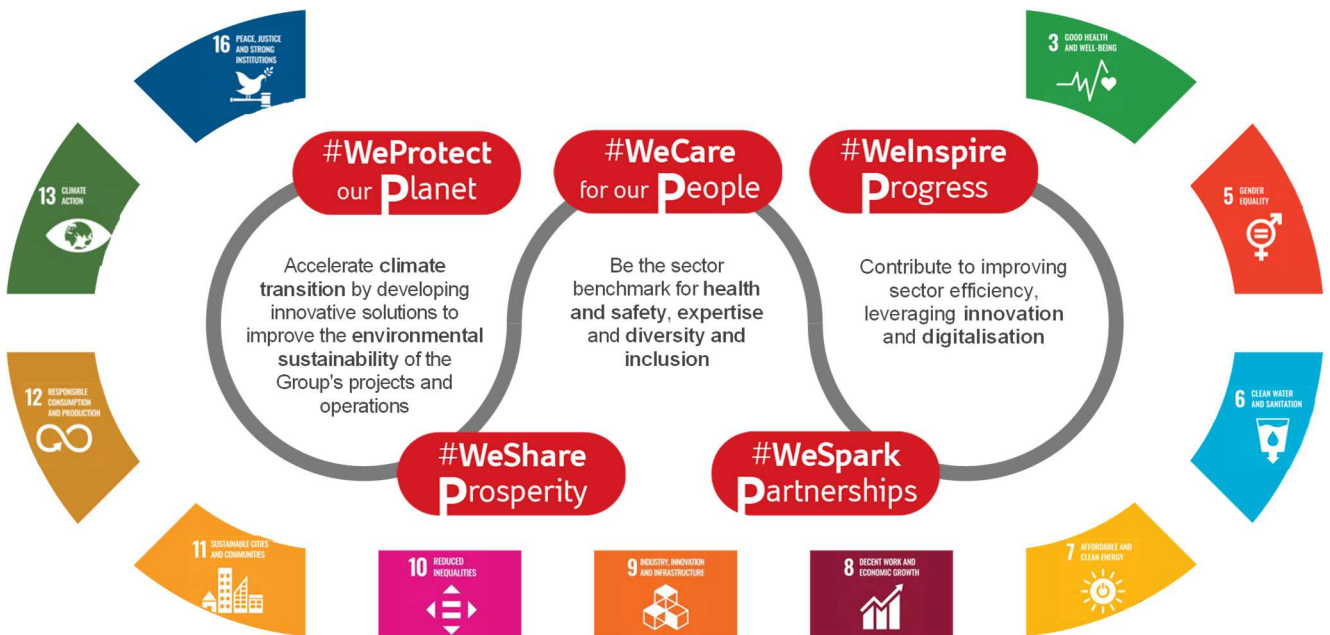 16 PEACE, JUSTICE
AND STRONG
INSTITUTIONS
3 GOOD HEALTH
AND WELL-BEING
13 CLIMATE
ACTION
5 GENDER
EQUALITY
#WeProtect
our Planet
#WeCare
for our People
#WeInspire
Progress
Accelerate climate
transition by developing
innovative solutions to
improve the environmental
sustainability of the
Group's projects and
operations
Be the sector
benchmark for health
and safety, expertise
and diversity and
inclusion
Contribute to improving
sector efficiency,
leveraging innovation
and digitalisation
12 RESPONSIBLE
CONSUMPTION
AND PRODUCTION
6 CLEAN WATER
AND SANITATION
#WeShare
Prosperity
#WeSpark
Partnerships
11 SUSTAINABLE CITIES
AND COMMUNITIES
10 REDUCED
INEQUALITIES
9 INDUSTRY, INNOVATION
AND INFRASTRUCTURE
8 DECENT WORK AND
ECONOMIC GROWTH
7 AFFORDABLE AND
CLEAN ENERGY